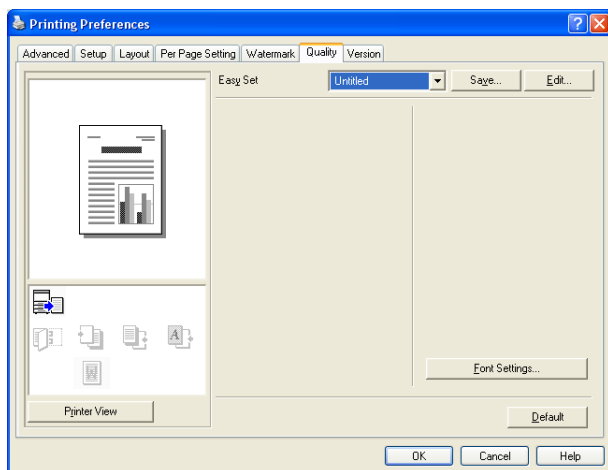 Printing Preferences
Advanced Setup Layout Per Page Setting Watermark Quality Version
Easy Set Untitled Save... Edit...
Font Settings...
Printer View
Default
OK Cancel Help